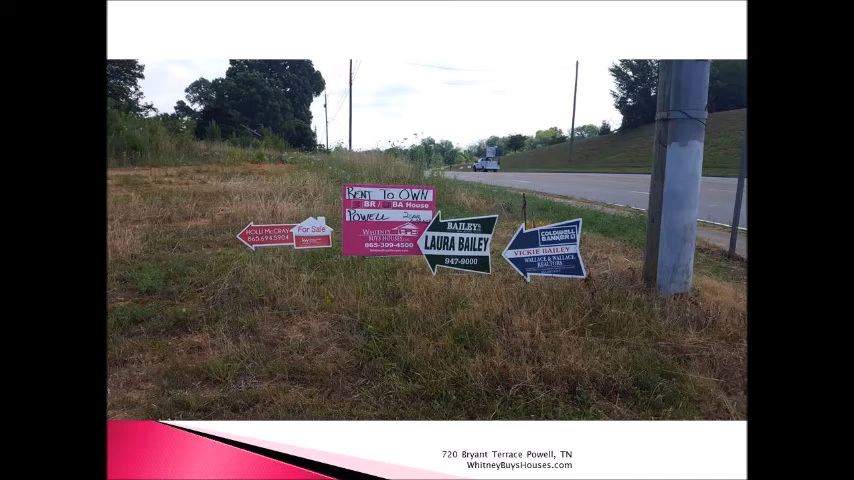 HOLLI McCRAY
865.694.5904
For Sale
RENT TO OWN
BR/ BA House
POWELL
WHITNEY
BUYS HOUSES
865-309-4500
WhitneyBuysHouses.com
BAILEY&
LAURA BAILEY
947-9000
COLDWELL
BANKER
VICKIE BAILEY
WALLACE & WALLACE
REALTORS
720 Bryant Terrace Powell, TN
WhitneyBuysHouses.com